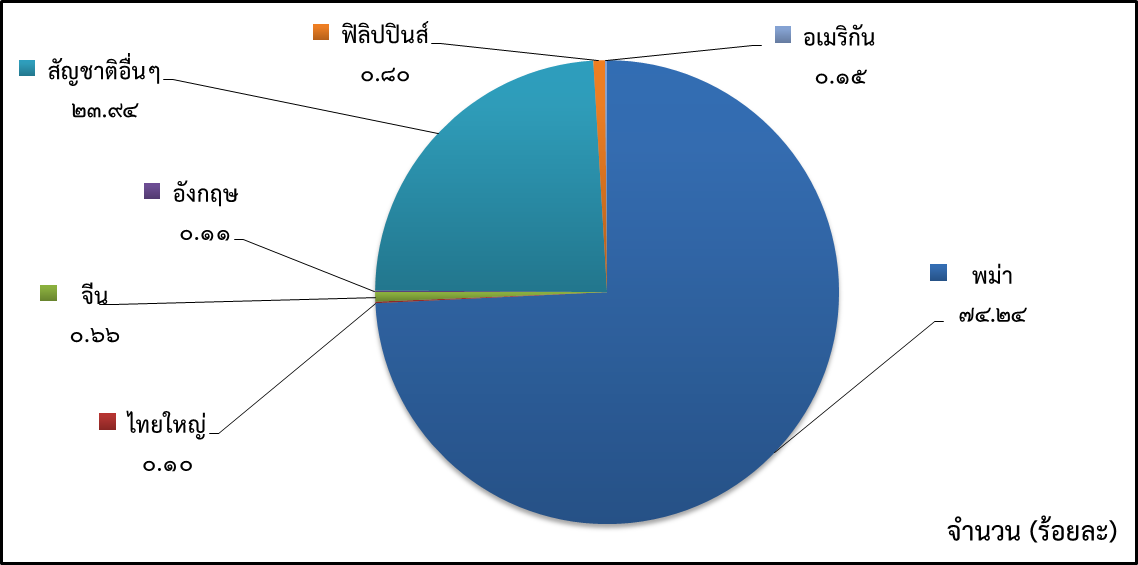 ฟิลิปปินส์
๐.๘๐
อเมริกัน
๐.๑๕
สัญชาติอื่นๆ
๒๓.๙๔
อังกฤษ
๐.๑๑
พม่า
๗๔.๒๔
จีน
๐.๖๖
ไทยใหญ่
๐.๑๐
จำนวน (ร้อยละ)